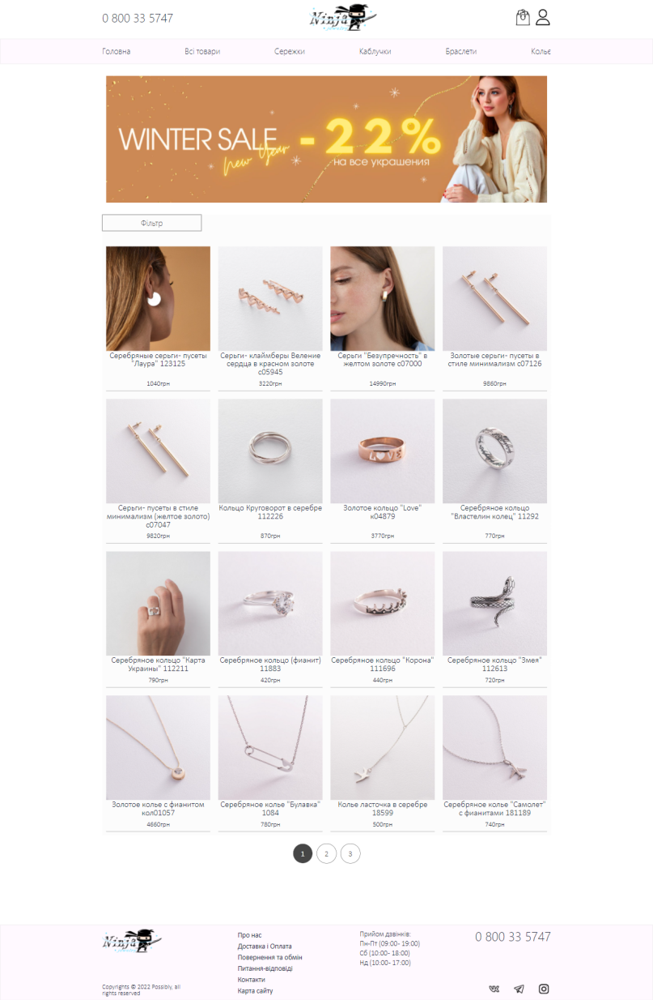 0 800 33 5747
Ninja
Головна
Всі товари
Сережки
Каблучки
Браслети
Кольє
WINTER SALE
New Year
- 22%
на все украшения
Фільтр
Серебряные серьги- пусеты
"Лаура" 123125
1040грн
Серьги- клаймберы Веление
сердца в красном золоте
с05945
3220грн
Серьги "Безупречность" в
желтом золоте с07000
14990грн
Золотые серьги- пусеты в
стиле минимализм с07126
9860грн
Серьги- пусеты в стиле
минимализм (желтое золото)
с07047
9820грн
Кольцо Круговорот в серебре
112226
870грн
Золотое кольцо "Love"
к04879
3770грн
Серебряное кольцо
"Властелин колец" 11292
770грн
Серебряное кольцо "Карта
Украины" 112211
790грн
Серебряное кольцо (фианит)
11883
420грн
Серебряное кольцо "Корона"
111696
440грн
Серебряное кольцо "Змея"
112613
720грн
Золотое колье с фианитом
кол01057
4660грн
Серебряное колье "Булавка"
1084
780грн
Колье ласточка в серебре
18599
500грн
Серебряное колье "Самолет"
с фианитами 181189
740грн
1
2
3
Ninja
Copyrights © 2022 Possibly, all
rights reserved
Про нас
Доставка і Оплата
Повернення та обмін
Питання-відповіді
Контакти
Карта сайту
Прийом дзвінків:
Пн-Пт (09:00- 19:00)
Сб (10:00- 18:00)
Нд (10:00- 17:00)
0 800 33 5747